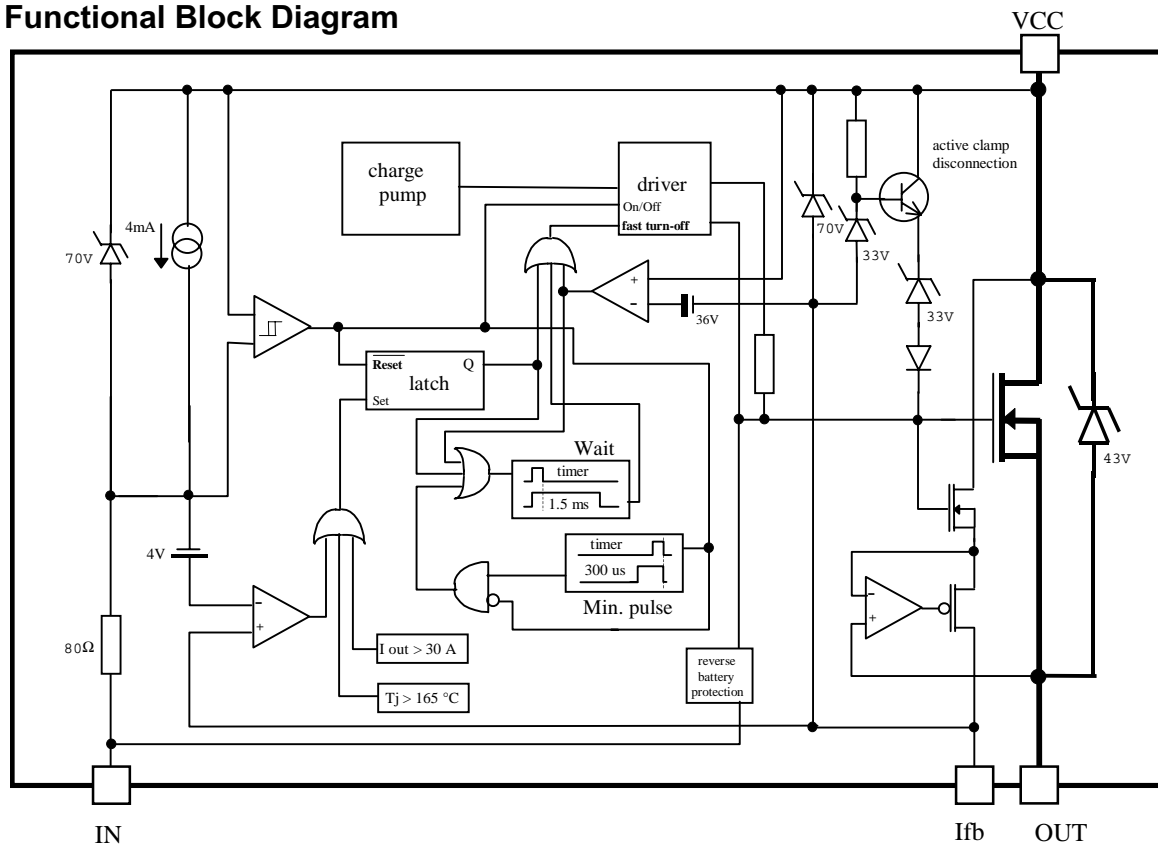 Functional Block Diagram
VCC
active clamp
disconnection
charge
pump
driver
On/Off
fast turn-off
4mA
70V
70V
33V
+
-
36V
33V
Reset
Q
latch
Set
43V
Wait
timer
1.5 ms
4V
timer
300 us
Min. pulse
-
+
-
+
80Ω
I out > 30 A
reverse
battery
protection
Tj > 165 °C
IN
Ifb
OUT